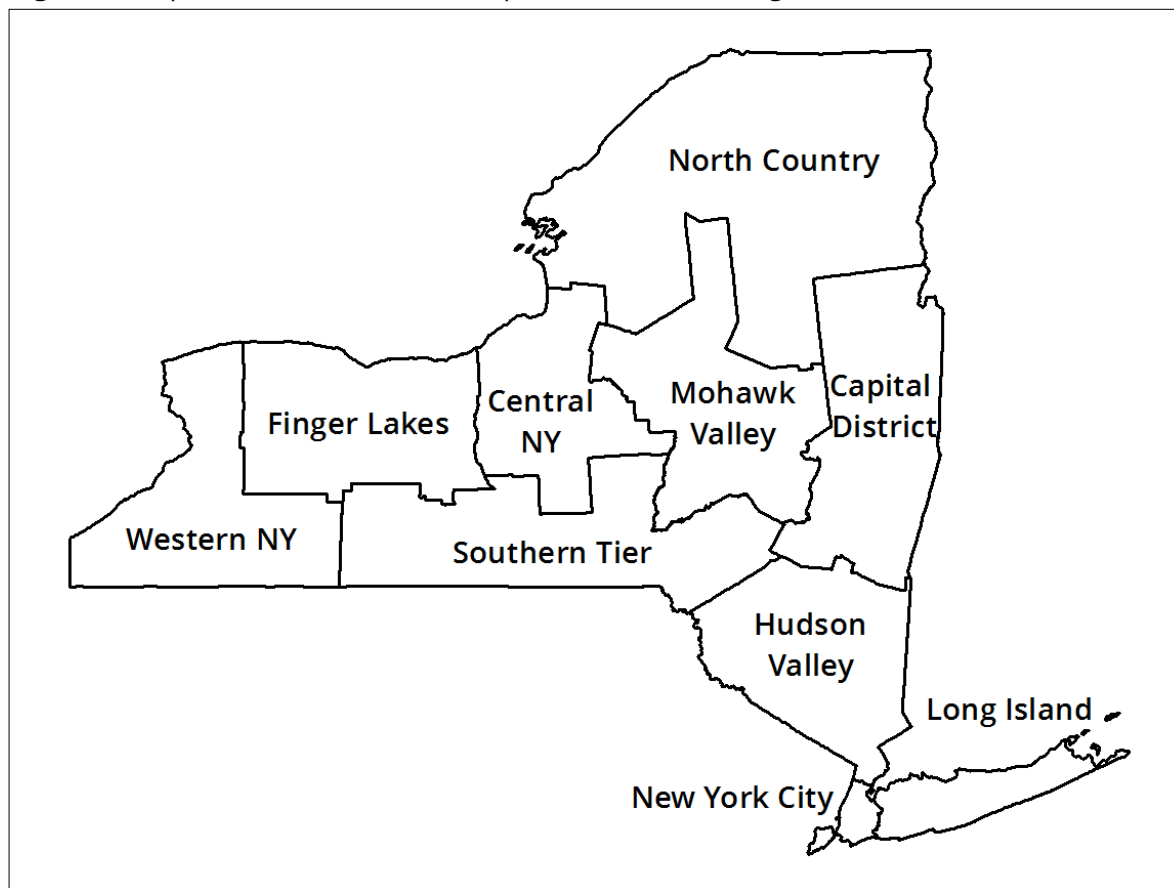 North Country
Capital
District
Mohawk
Valley
Central
NY
Finger Lakes
Western NY
Southern Tier
Hudson
Valley
Long Island
New York City